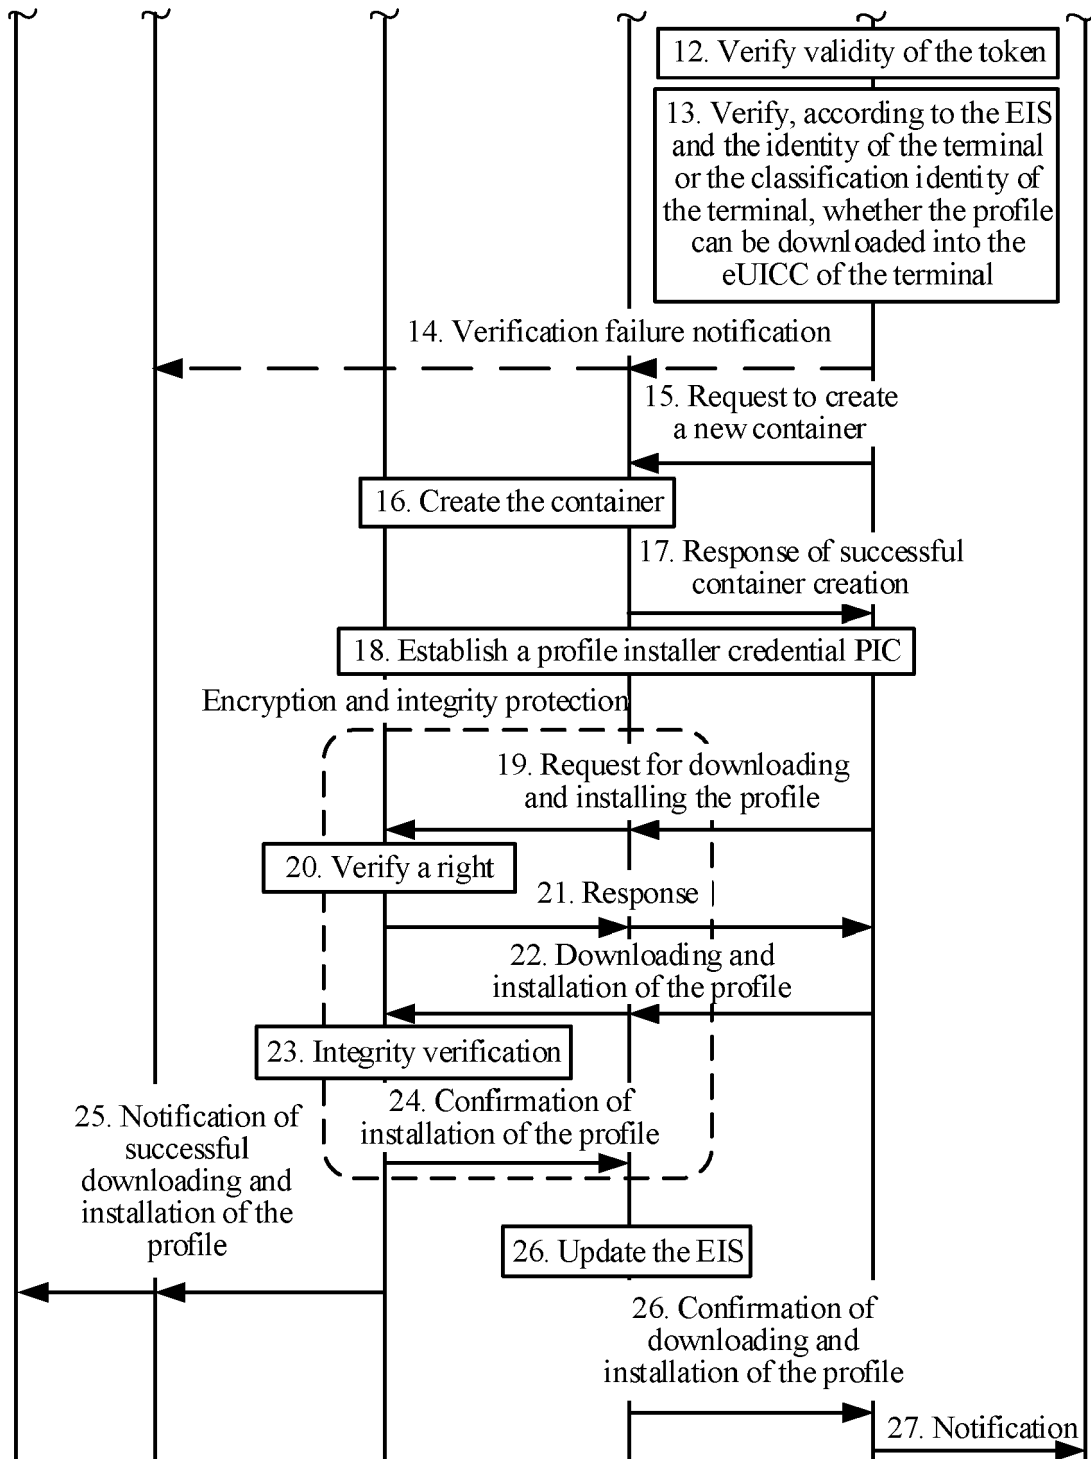 12. Verify validity of the token
13. Verify, according to the EIS
and the identity of the terminal
or the classification identity of
the terminal, whether the profile
can be downloaded into the
eUICC of the terminal
14. Verification failure notification
15. Request to create
a new container
16. Create the container
17. Response of successful
container creation
18. Establish a profile installer credential PIC
Encryption and integrity protection
19. Request for downloading
and installing the profile
20. Verify a right
21. Response
22. Downloading and
installation of the profile
23. Integrity verification
24. Confirmation of
installation of the profile
25. Notification of
successful
downloading and
installation of the
profile
26. Update the EIS
26. Confirmation of
downloading and
installation of the profile
27. Notification